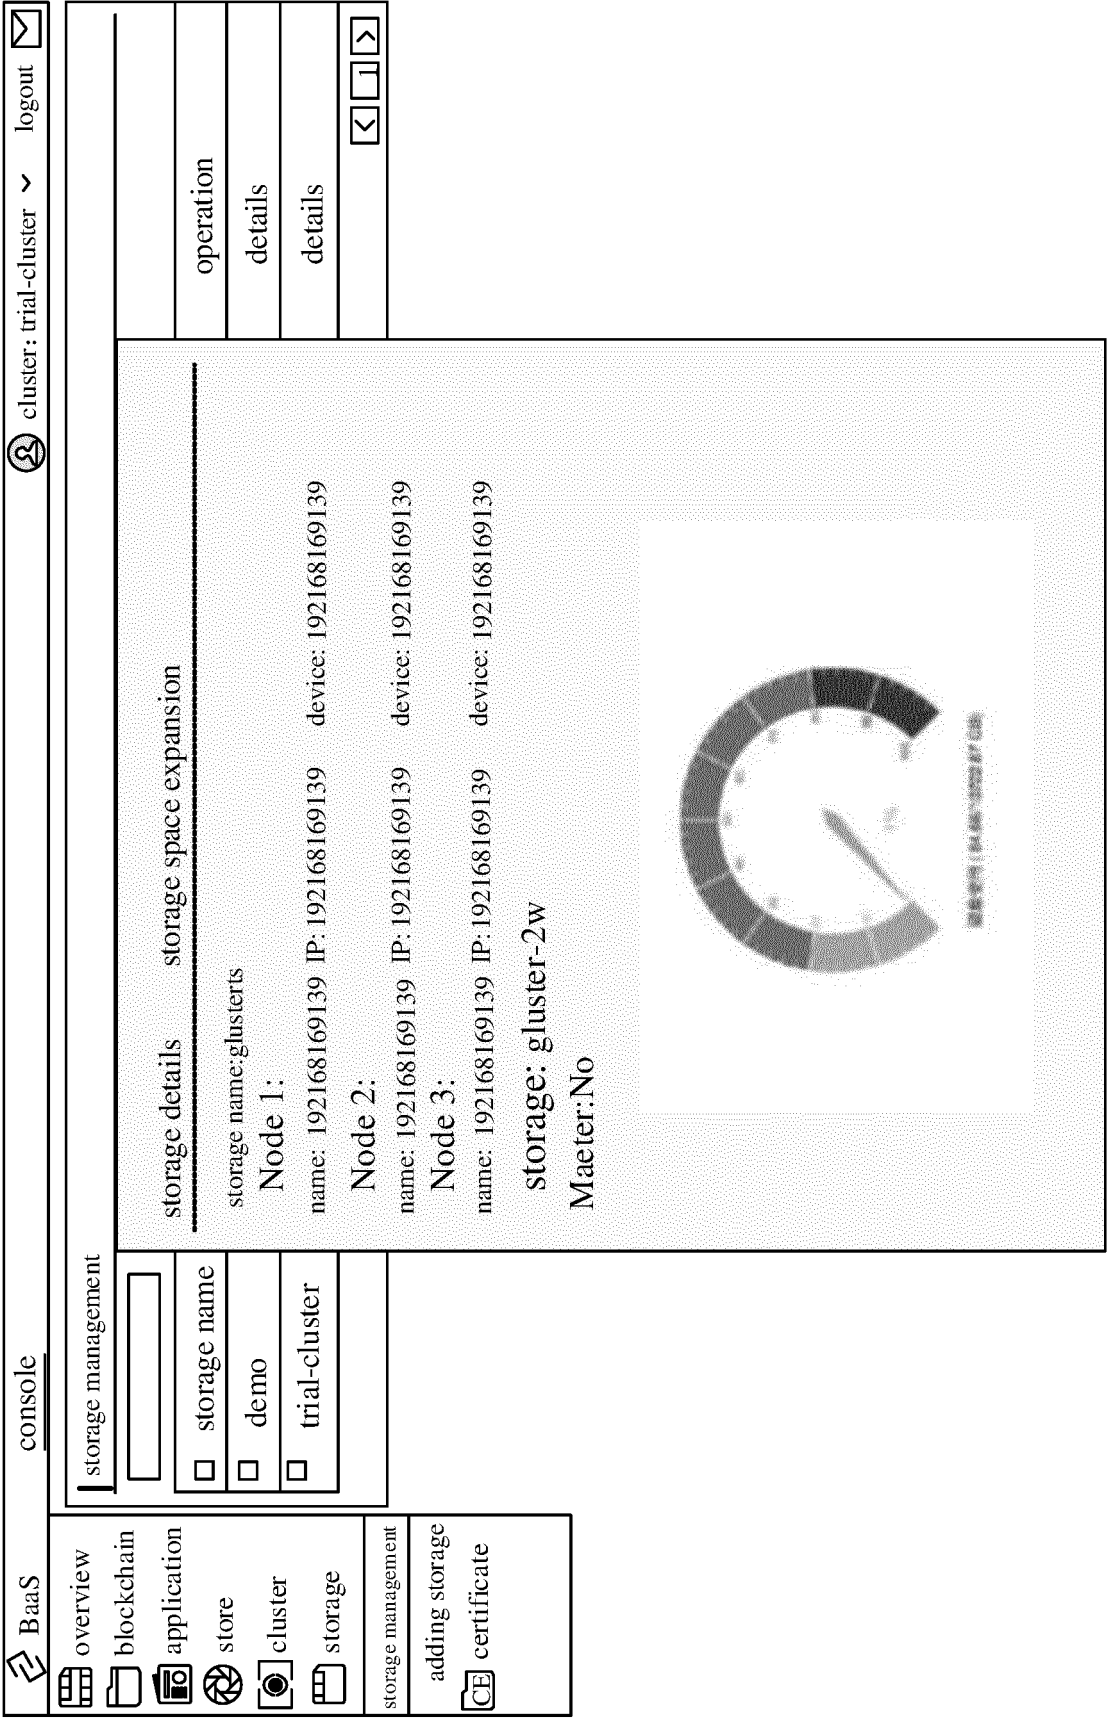 BaaS console cluster: trial-cluster logout
overview
blockchain
application
store
cluster
storage
storage management
adding storage
CE certificate
storage management
storage name operation
demo details
trial-cluster details
< 1 >
storage details storage space expansion
storage name:glusterts
Node 1:
name: 192168169139 IP:192168169139 device: 192168169139
Node 2:
name: 192168169139 IP:192168169139 device: 192168169139
Node 3:
name: 192168169139 IP:192168169139 device: 192168169139
storage: gluster-2w
Maeter:No